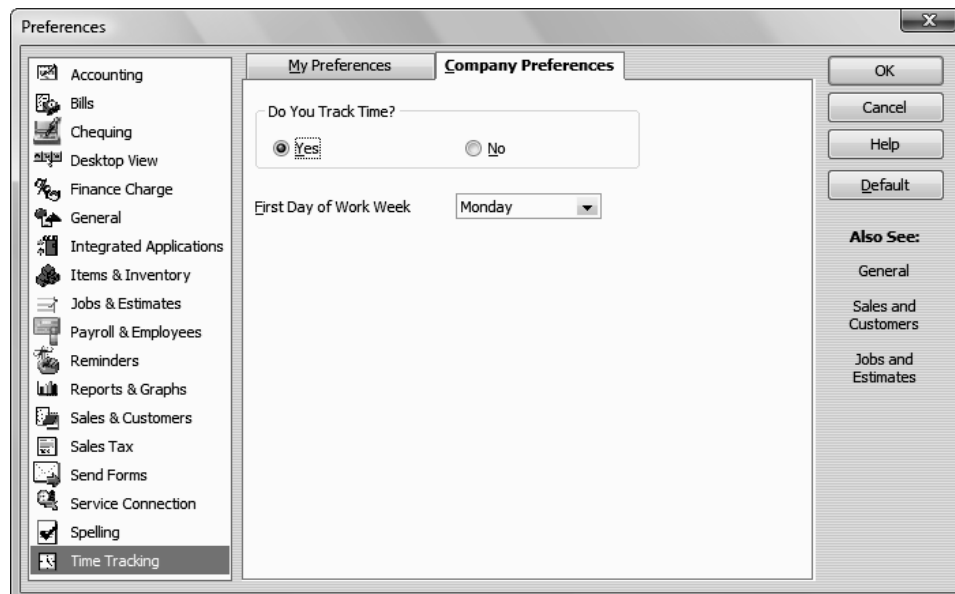 Preferences
Accounting
Bills
Chequing
Desktop View
Finance Charge
General
Integrated Applications
Items & Inventory
Jobs & Estimates
Payroll & Employees
Reminders
Reports & Graphs
Sales & Customers
Sales Tax
Send Forms
Service Connection
Spelling
Time Tracking
My Preferences
Company Preferences
Do You Track Time?
Yes
No
First Day of Work Week
Monday
OK
Cancel
Help
Default
Also See:
General
Sales and
Customers
Jobs and
Estimates